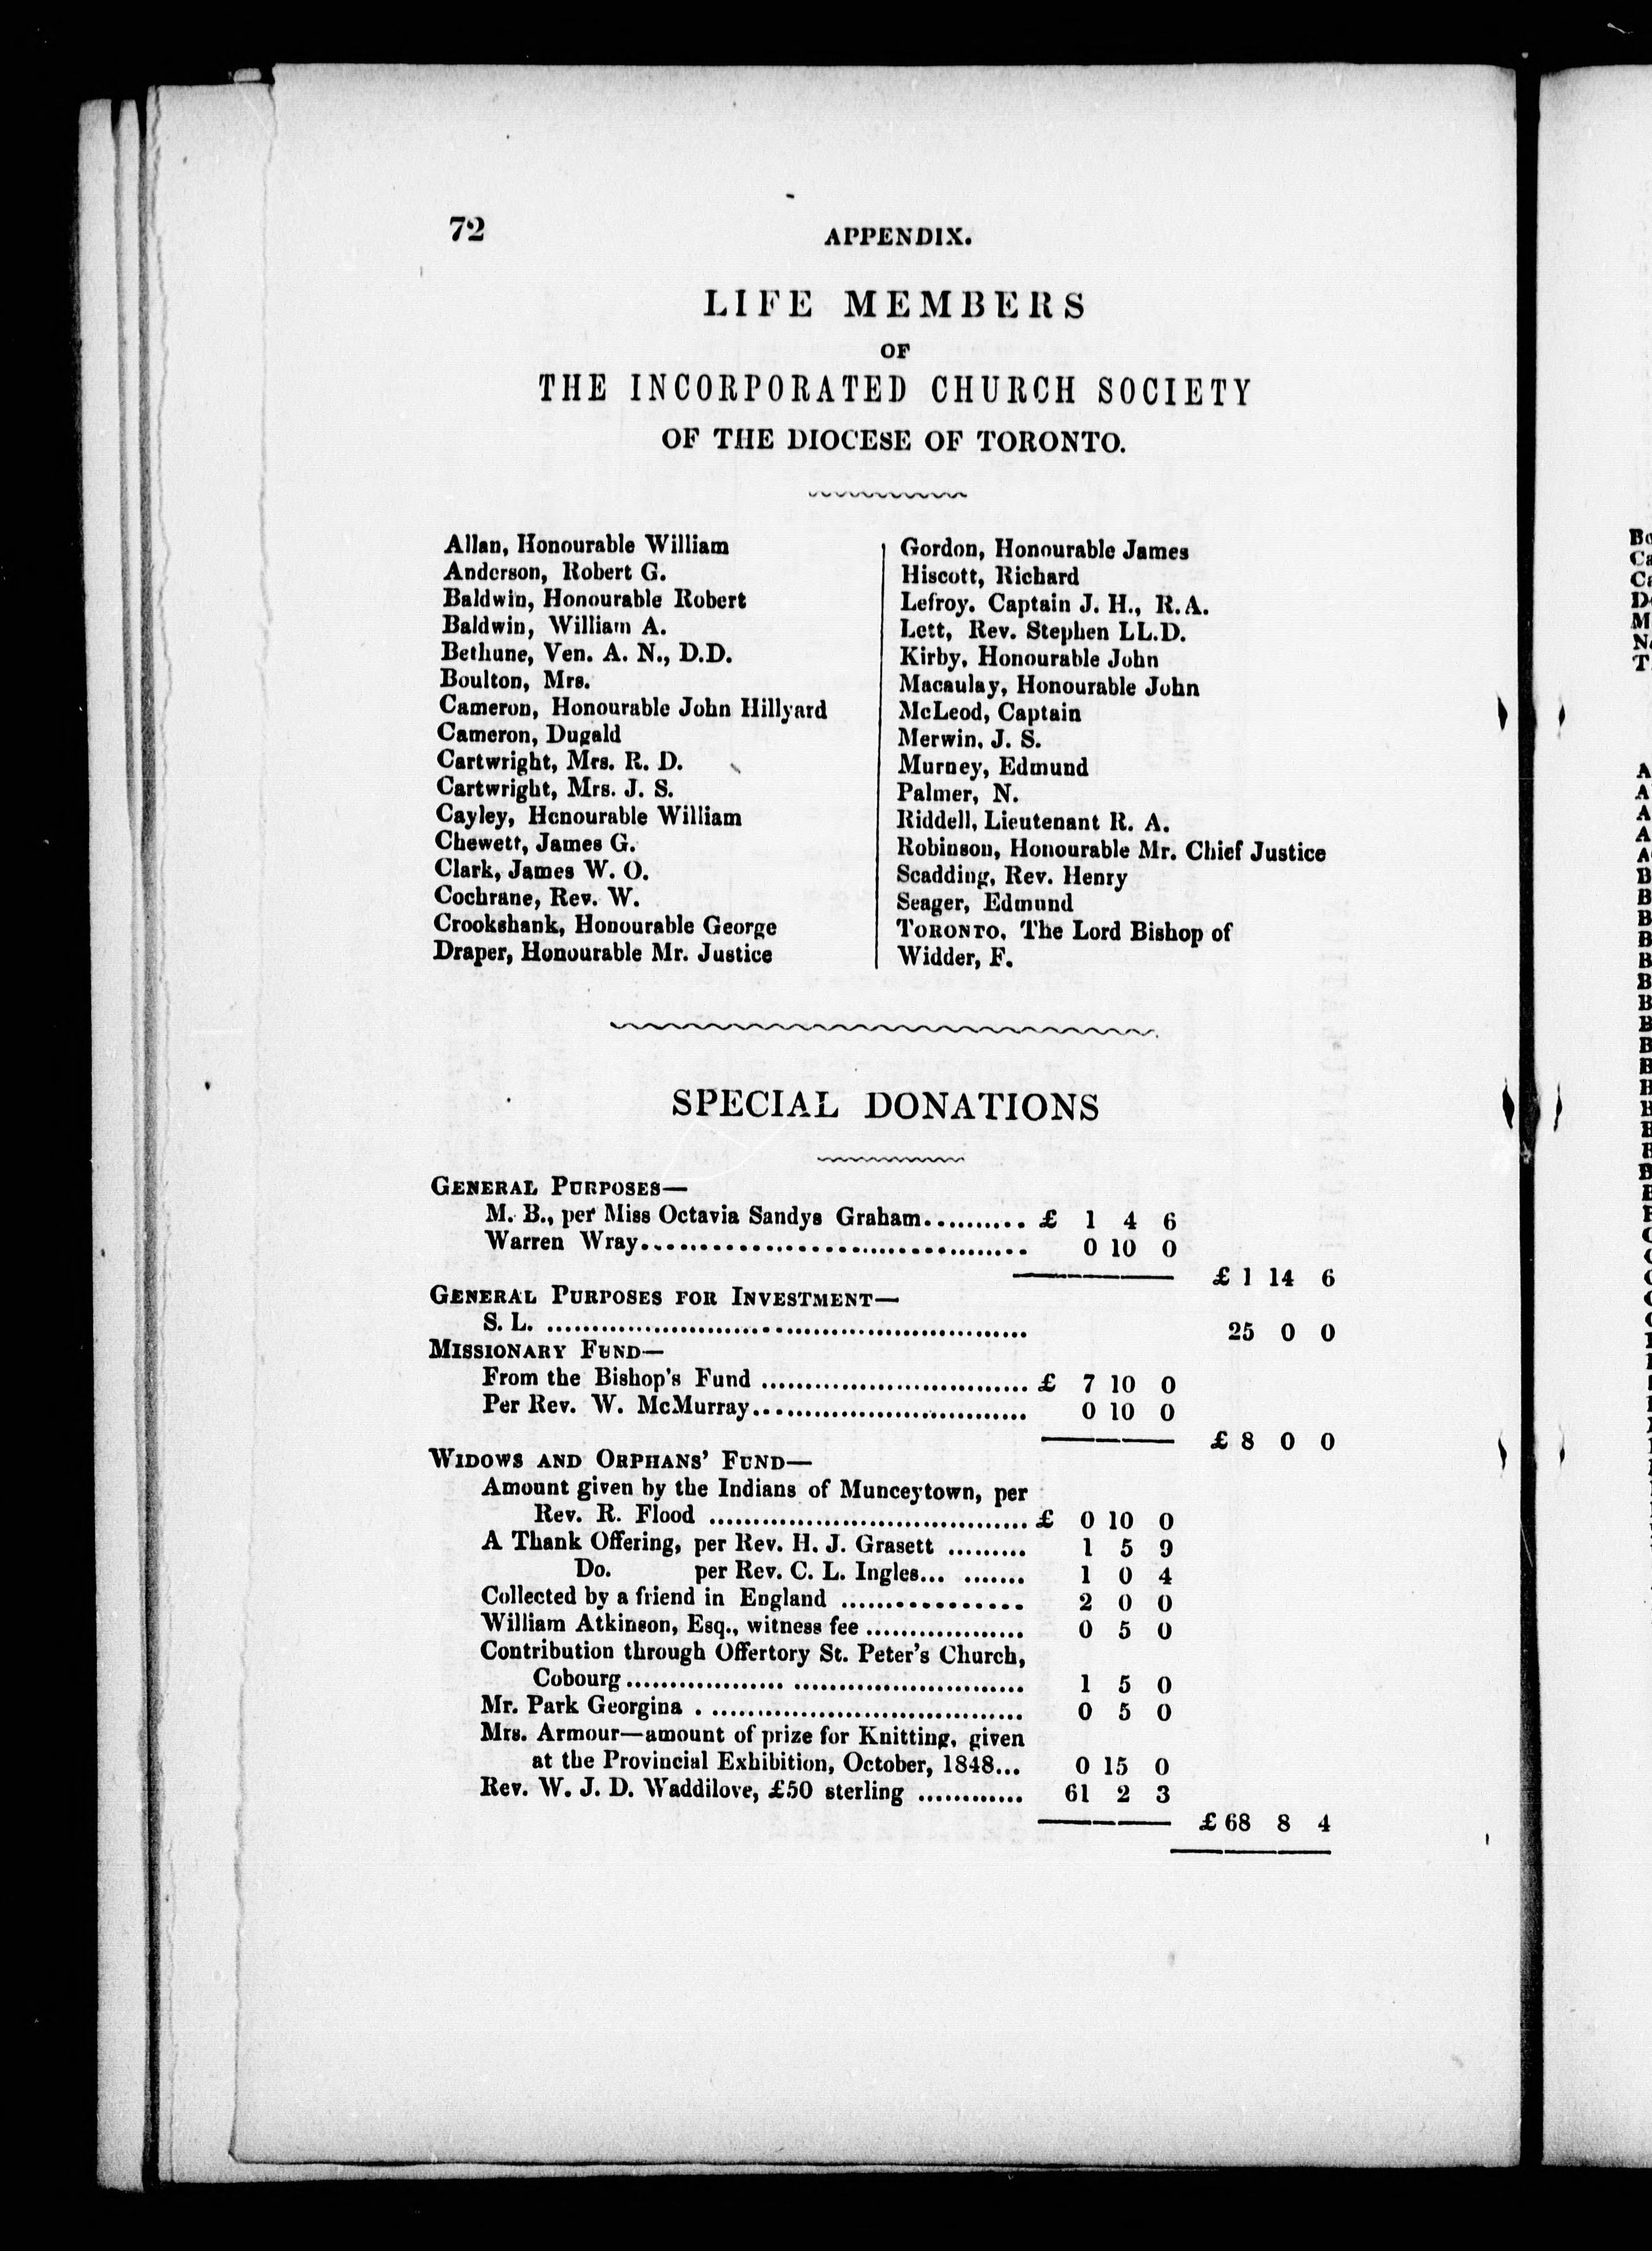 72
APPENDIX.
LIFE MEMBERS
OF
THE INCORPORATED CHURCH SOCIETY
OF THE DIOCESE OF TORONTO.
Allan, Honourable William
Anderson, Robert G.
Baldwin, Honourable Robert
Baldwin, William A.
Bethune, Ven. A. N., D.D.
Boulton, Mrs.
Cameron, Honourable John Hillyard
Cameron, Dugald
Cartwright, Mrs. R. D.
Cartwright, Mrs. J. S.
Cayley, Honourable William
Chewett, James G.
Clark, James W. O.
Cochrane, Rev. W.
Crookshank, Honourable George
Draper, Honourable Mr. Justice
Gordon, Honourable James
Hiscott, Richard
Lefroy. Captain J. H., R.A.
Lett, Rev. Stephen LL.D.
Kirby, Honourable John
Macaulay, Honourable John
McLeod, Captain
Merwin, J. S.
Murney, Edmund
Palmer, N.
Riddell, Lieutenant R. A.
Robinson, Honourable Mr. Chief Justice
Scadding, Rev. Henry
Seager, Edmund
TORONTO, The Lord Bishop of
Widder, F.
SPECIAL DONATIONS
GENERAL PURPOSES—
M. B., per Miss Octavia Sandys Graham.......... £ 1 4 6
Warren Wray.................................... 0 10 0
£ 1 14 6
GENERAL PURPOSES FOR INVESTMENT—
S. L. ...................................................... 25 0 0
MISSIONARY FUND—
From the Bishop's Fund .............................. £ 7 10 0
Per Rev. W. McMurray............................... 0 10 0
£ 8 0 0
WIDOWS AND ORPHANS' FUND—
Amount given by the Indians of Munceytown, per
Rev. R. Flood .................................... £ 0 10 0
A Thank Offering, per Rev. H. J. Grasett ......... 1 5 9
Do. per Rev. C. L. Ingles... ....... 1 0 4
Collected by a friend in England ................. 2 0 0
William Atkinson, Esq., witness fee .................. 0 5 0
Contribution through Offertory St. Peter's Church,
Cobourg.................. .......................... 1 5 0
Mr. Park Georgina . ................................... 0 5 0
Mrs. Armour—amount of prize for Knitting, given
at the Provincial Exhibition, October, 1848... 0 15 0
Rev. W. J. D. Waddilove, £50 sterling ............ 61 2 3
£ 68 8 4